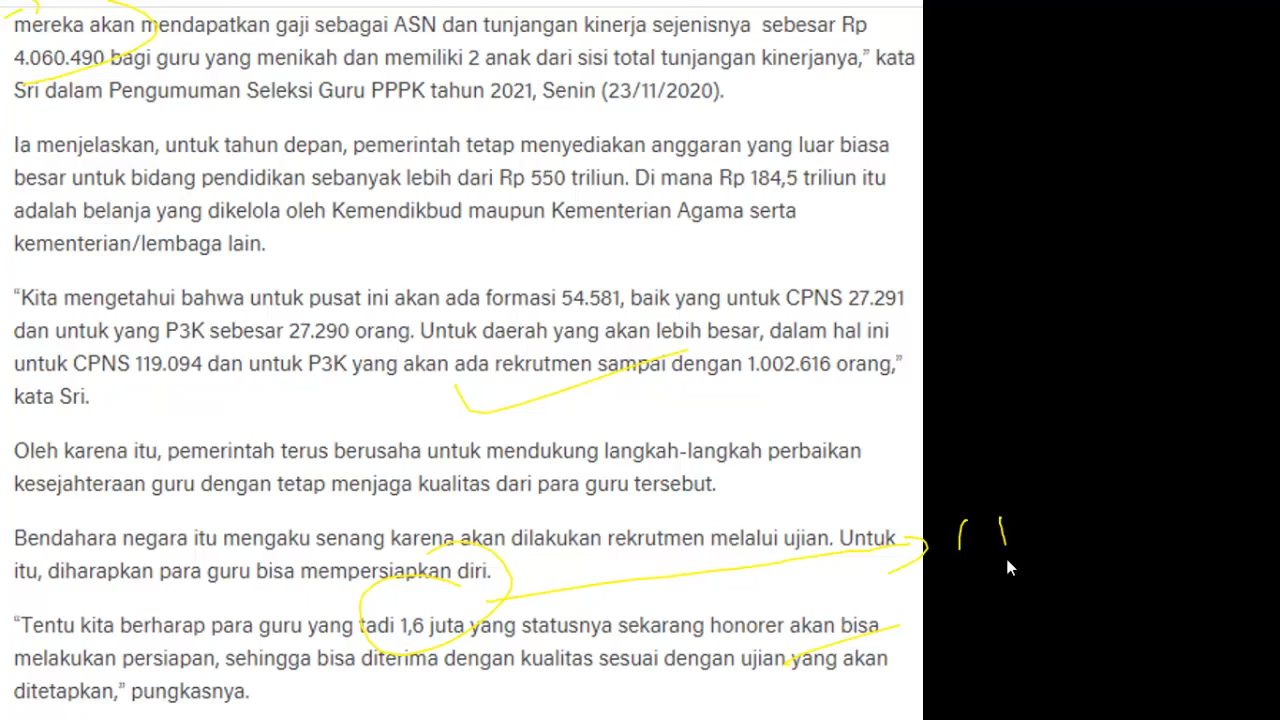 mereka akan mendapatkan gaji sebagai ASN dan tunjangan kinerja sejenisnya sebesar Rp
4.060.490 bagi guru yang menikah dan memiliki 2 anak dari sisi total tunjangan kinerjanya,” kata
Sri dalam Pengumuman Seleksi Guru PPPK tahun 2021, Senin (23/11/2020).
Ia menjelaskan, untuk tahun depan, pemerintah tetap menyediakan anggaran yang luar biasa
besar untuk bidang pendidikan sebanyak lebih dari Rp 550 triliun. Di mana Rp 184,5 triliun itu
adalah belanja yang dikelola oleh Kemendikbud maupun Kementerian Agama serta
kementerian/lembaga lain.
“Kita mengetahui bahwa untuk pusat ini akan ada formasi 54.581, baik yang untuk CPNS 27.291
dan untuk yang P3K sebesar 27.290 orang. Untuk daerah yang akan lebih besar, dalam hal ini
untuk CPNS 119.094 dan untuk P3K yang akan ada rekrutmen sampai dengan 1.002.616 orang,”
kata Sri.
Oleh karena itu, pemerintah terus berusaha untuk mendukung langkah-langkah perbaikan
kesejahteraan guru dengan tetap menjaga kualitas dari para guru tersebut.
Bendahara negara itu mengaku senang karena akan dilakukan rekrutmen melalui ujian. Untuk
itu, diharapkan para guru bisa mempersiapkan diri.
“Tentu kita berharap para guru yang tadi 1,6 juta yang statusnya sekarang honorer akan bisa
melakukan persiapan, sehingga bisa diterima dengan kualitas sesuai dengan ujian yang akan
ditetapkan,” pungkasnya.